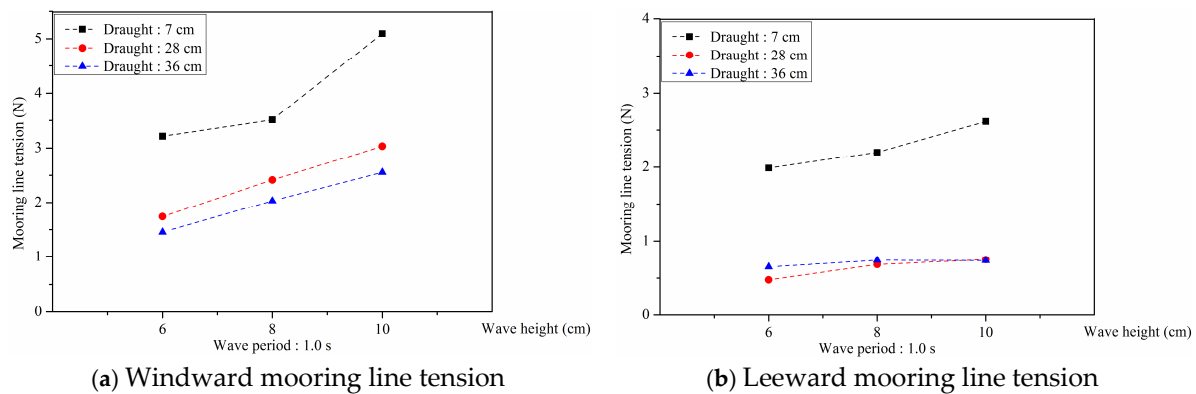 Draught : 7 cm
Draught : 28 cm
Draught : 36 cm
Mooring line tension (N)
5
4
3
2
1
0
6
8
10
Wave height (cm)
Wave period : 1.0 s
(a) Windward mooring line tension
Draught : 7 cm
Draught : 28 cm
Draught : 36 cm
Mooring line tension (N)
4
3
2
1
0
6
8
10
Wave height (cm)
Wave period : 1.0 s
(b) Leeward mooring line tension